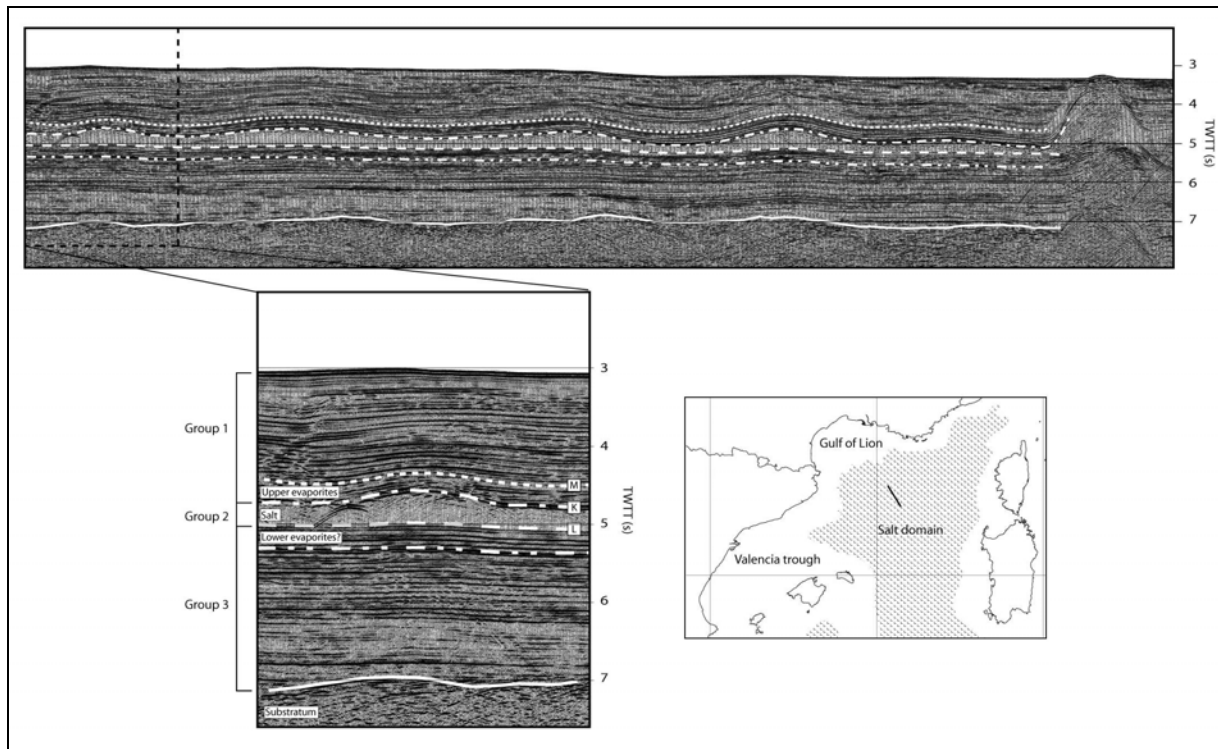 3
4
5
6
7
TWTT (s)
3
4
5
6
7
TWTT (s)
Group 1
Group 2
Group 3
Upper evaporites
Salt
Lower evaporites?
Substratum
M
K
L
Gulf of Lion
Salt domain
Valencia trough